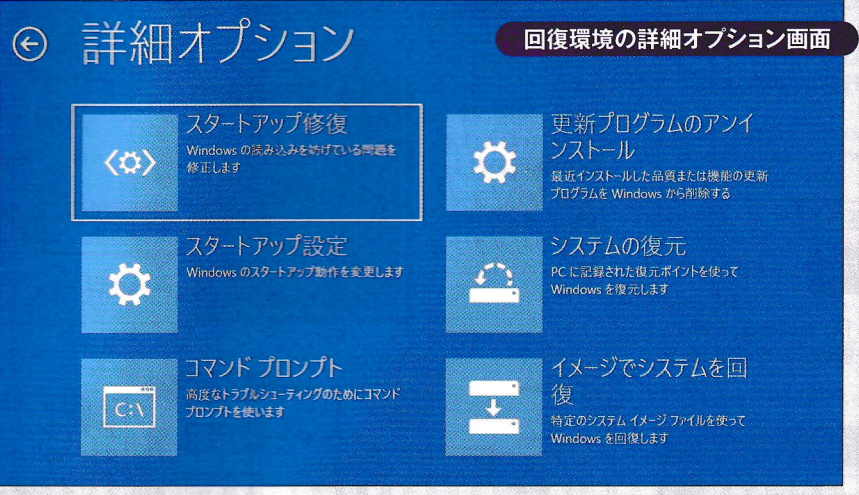 詳細オプション
回復環境の詳細オプション画面
スタートアップ修復
Windows の読み込みを妨げている問題を
修正します
更新プログラムのアンイ
ンストール
最近インストールした品質または機能の更新
プログラムを Windows から削除する
スタートアップ設定
Windows のスタートアップ動作を変更します
システムの復元
PC に記録された復元ポイントを使って
Windows を復元します
コマンド プロンプト
高度なトラブルシューティングのためにコマンド
プロンプトを使います
C:\
イメージでシステムを回
復
特定のシステム イメージ ファイルを使って
Windows を回復します